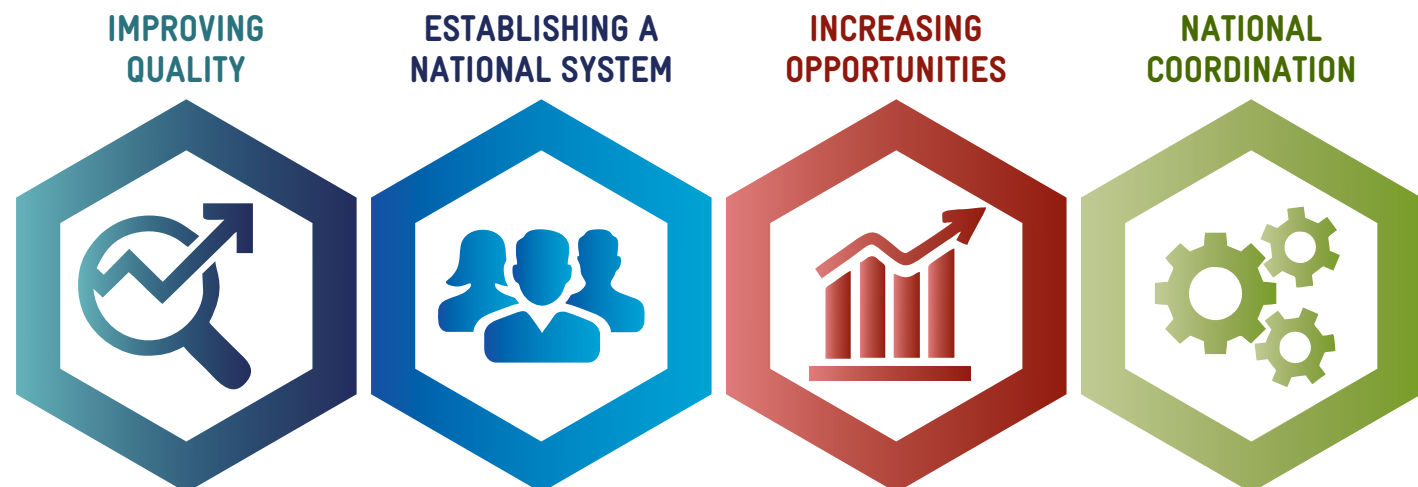 IMPROVING
QUALITY
ESTABLISHING A
NATIONAL SYSTEM
INCREASING
OPPORTUNITIES
NATIONAL
COORDINATION